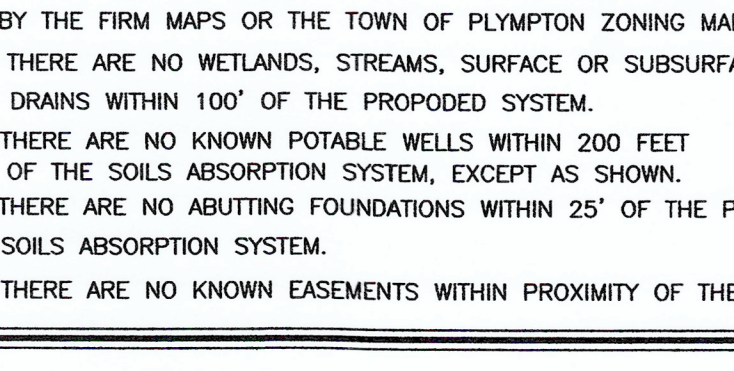 BY THE FIRM MAPS OR THE TOWN OF PLYMPTON ZONING
THERE ARE NO WETLANDS, STREAMS, SURFACE OR
DRAINS WITHIN 100' OF THE PROPODED SYSTEM.
THERE ARE NO KNOWN POTABLE WELLS WITHIN 200 FEET
OF THE SOILS ABSORPTION SYSTEM, EXCEPT AS SHOWN.
THERE ARE NO ABUTTING FOUNDATIONS WITHIN 25' OF THE
SOILS ABSORPTION SYSTEM.
THERE ARE NO KNOWN EASEMENTS WITHIN PROXIMITY OF THE